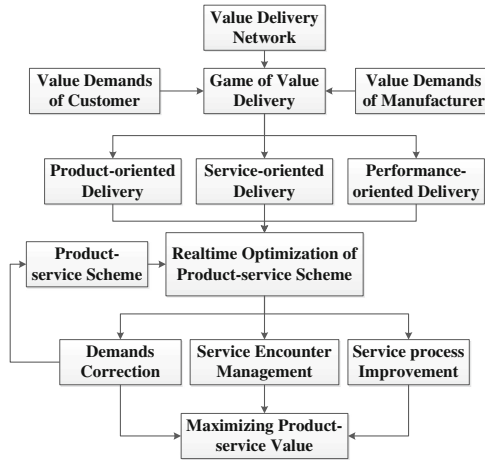 Value Delivery
Network
Value Demands
of Customer
Game of Value
Delivery
Value Demands
of Manufacturer
Product-oriented
Delivery
Service-oriented
Delivery
Performance-
oriented Delivery
Product-
service Scheme
Realtime Optimization of
Product-service Scheme
Demands
Correction
Service Encounter
Management
Service process
Improvement
Maximizing Product-
service Value